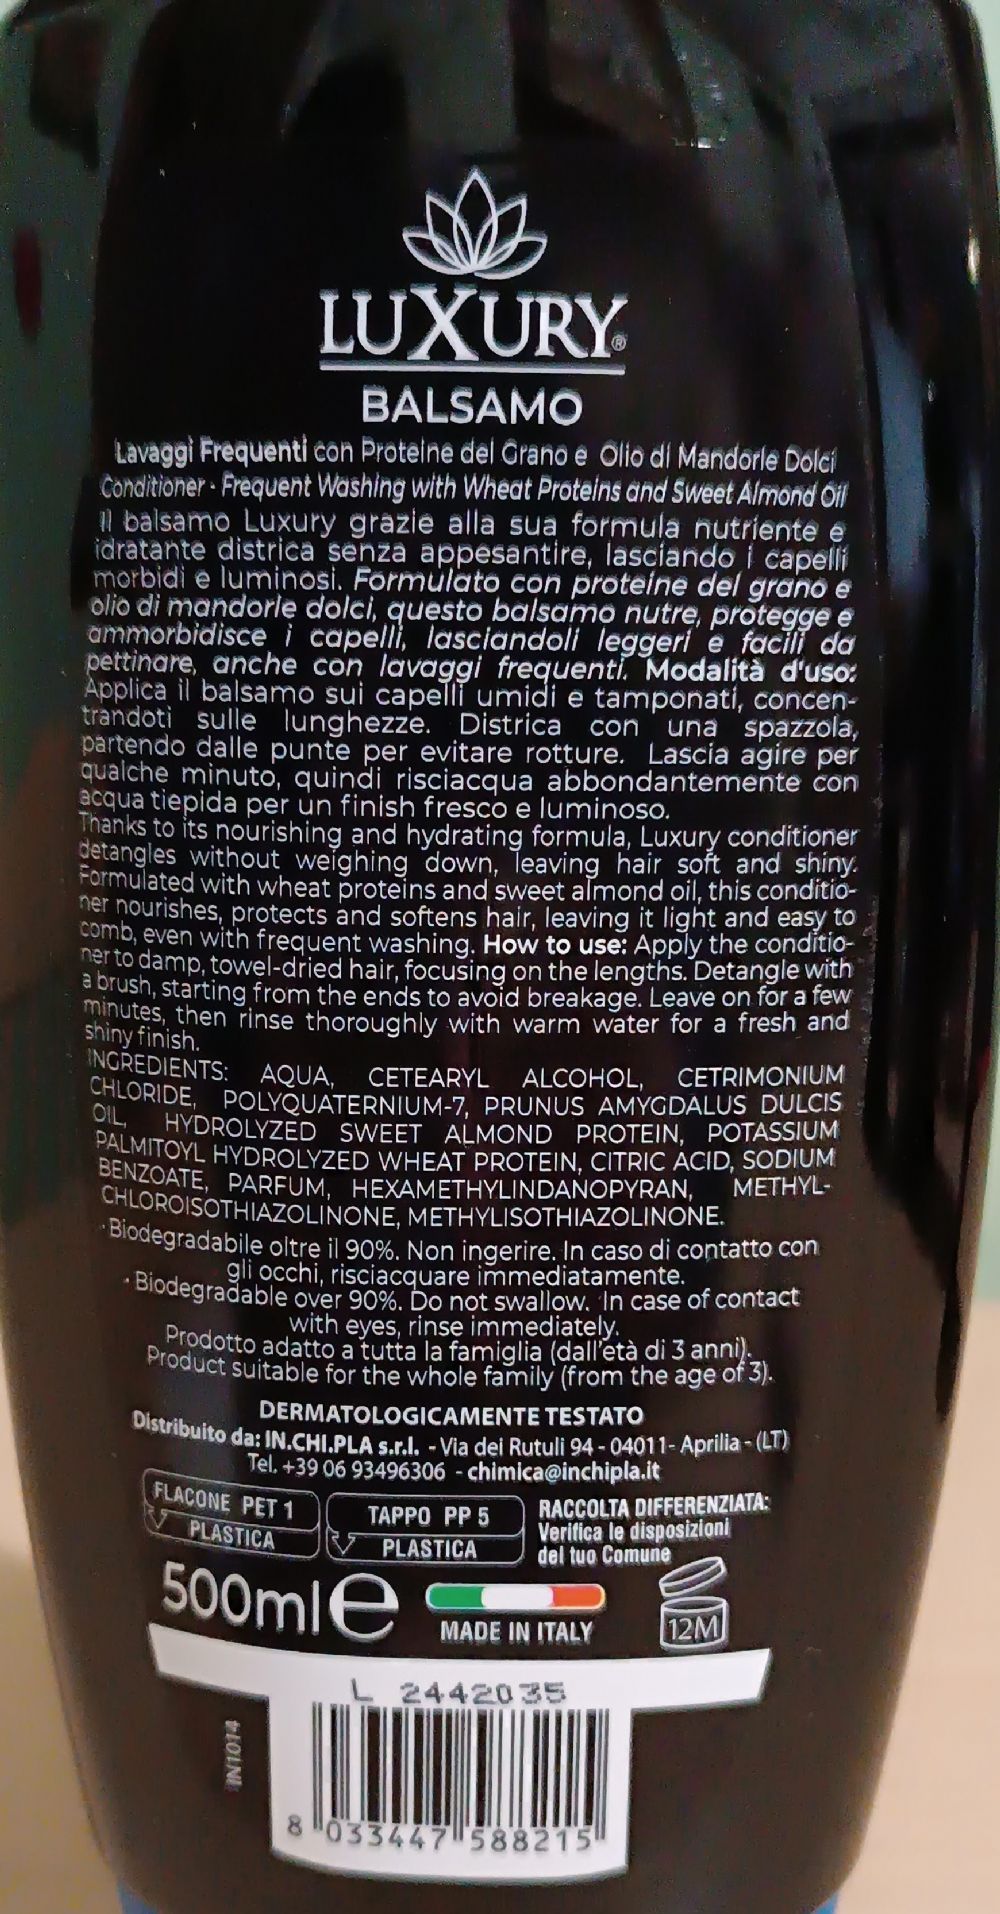 LUXURY®
BALSAMO
Lavaggi Frequenti con Proteine del Grano e Olio di Mandorle Dolci
Conditioner - Frequent Washing with Wheat Proteins and Sweet Almond Oil
Il balsamo Luxury grazie alla sua formula nutriente e
idratante districa senza appesantire, lasciando i capelli
morbidi e luminosi. Formulato con proteine del grano e
olio di mandorle dolci, questo balsamo nutre, protegge e
ammorbidisce i capelli, lasciandoli leggeri e facili da
pettinare, anche con lavaggi frequenti. Modalità d'uso:
Applica il balsamo sui capelli umidi e tamponati, concen-
trandoti sulle lunghezze. Districa con una spazzola,
partendo dalle punte per evitare rotture. Lascia agire per
qualche minuto, quindi risciacqua abbondantemente con
acqua tiepida per un finish fresco e luminoso.
Thanks to its nourishing and hydrating formula, Luxury conditioner
detangles without weighing down, leaving hair soft and shiny.
Formulated with wheat proteins and sweet almond oil, this conditio-
ner nourishes, protects and softens hair, leaving it light and easy to
comb, even with frequent washing. How to use: Apply the conditio-
ner to damp, towel-dried hair, focusing on the lengths. Detangle with
a brush, starting from the ends to avoid breakage. Leave on for a few
minutes, then rinse thoroughly with warm water for a fresh and
shiny finish.
INGREDIENTS: AQUA, CETEARYL ALCOHOL, CETRIMONIUM
CHLORIDE, POLYQUATERNIUM-7, PRUNUS AMYGDALUS DULCIS
OIL, HYDROLYZED SWEET ALMOND PROTEIN, POTASSIUM
PALMITOYL HYDROLYZED WHEAT PROTEIN, CITRIC ACID, SODIUM
BENZOATE, PARFUM, HEXAMETHYLINDANOPYRAN, METHYL-
CHLOROISOTHIAZOLINONE, METHYLISOTHIAZOLINONE.
· Biodegradabile oltre il 90%. Non ingerire. In caso di contatto con
gli occhi, risciacquare immediatamente.
· Biodegradable over 90%. Do not swallow. In case of contact
with eyes, rinse immediately.
Prodotto adatto a tutta la famiglia (dall'età di 3 anni).
Product suitable for the whole family (from the age of 3).
DERMATOLOGICAMENTE TESTATO
Distribuito da: IN.CHI.PLA s.r.l. - Via dei Rutuli 94 - 04011- Aprilia - (LT)
Tel. +39 06 93496306 - chimica@inchipla.it
FLACONE PET 1
PLASTICA
TAPPO PP 5
PLASTICA
RACCOLTA DIFFERENZIATA:
Verifica le disposizioni
del tuo Comune
500ml e
MADE IN ITALY
12M
L 2442035
IN1014
8 033447 588215